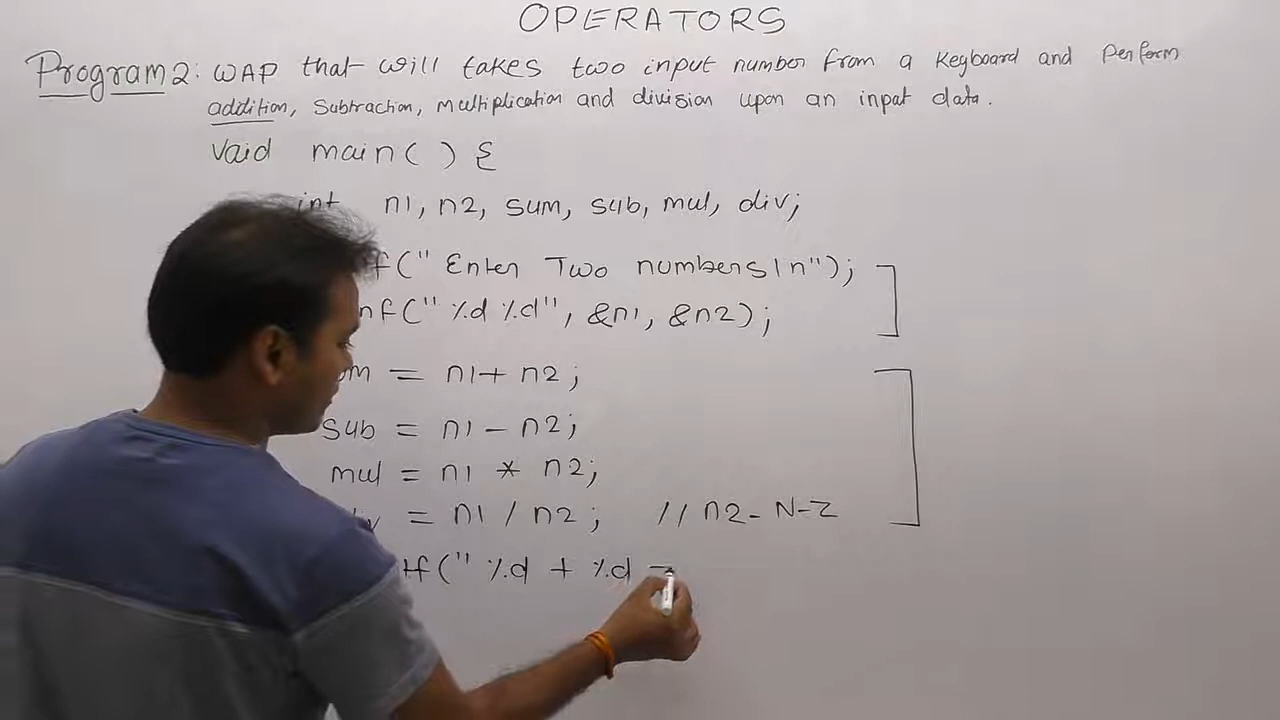 OPERATORS
Program 2: WAP that will takes two input number from a keyboard and perform
addition, subtraction, multiplication and division upon an input data.
void main( ) {
int n1, n2, sum, sub, mul, div;
f(" Enter Two numbers\n");
nf(" %d %d", &n1, &n2);
m = n1+ n2;
sub = n1 - n2;
mul = n1 * n2;
v = n1 / n2; // n2- N-Z
tf(" %d + %d =